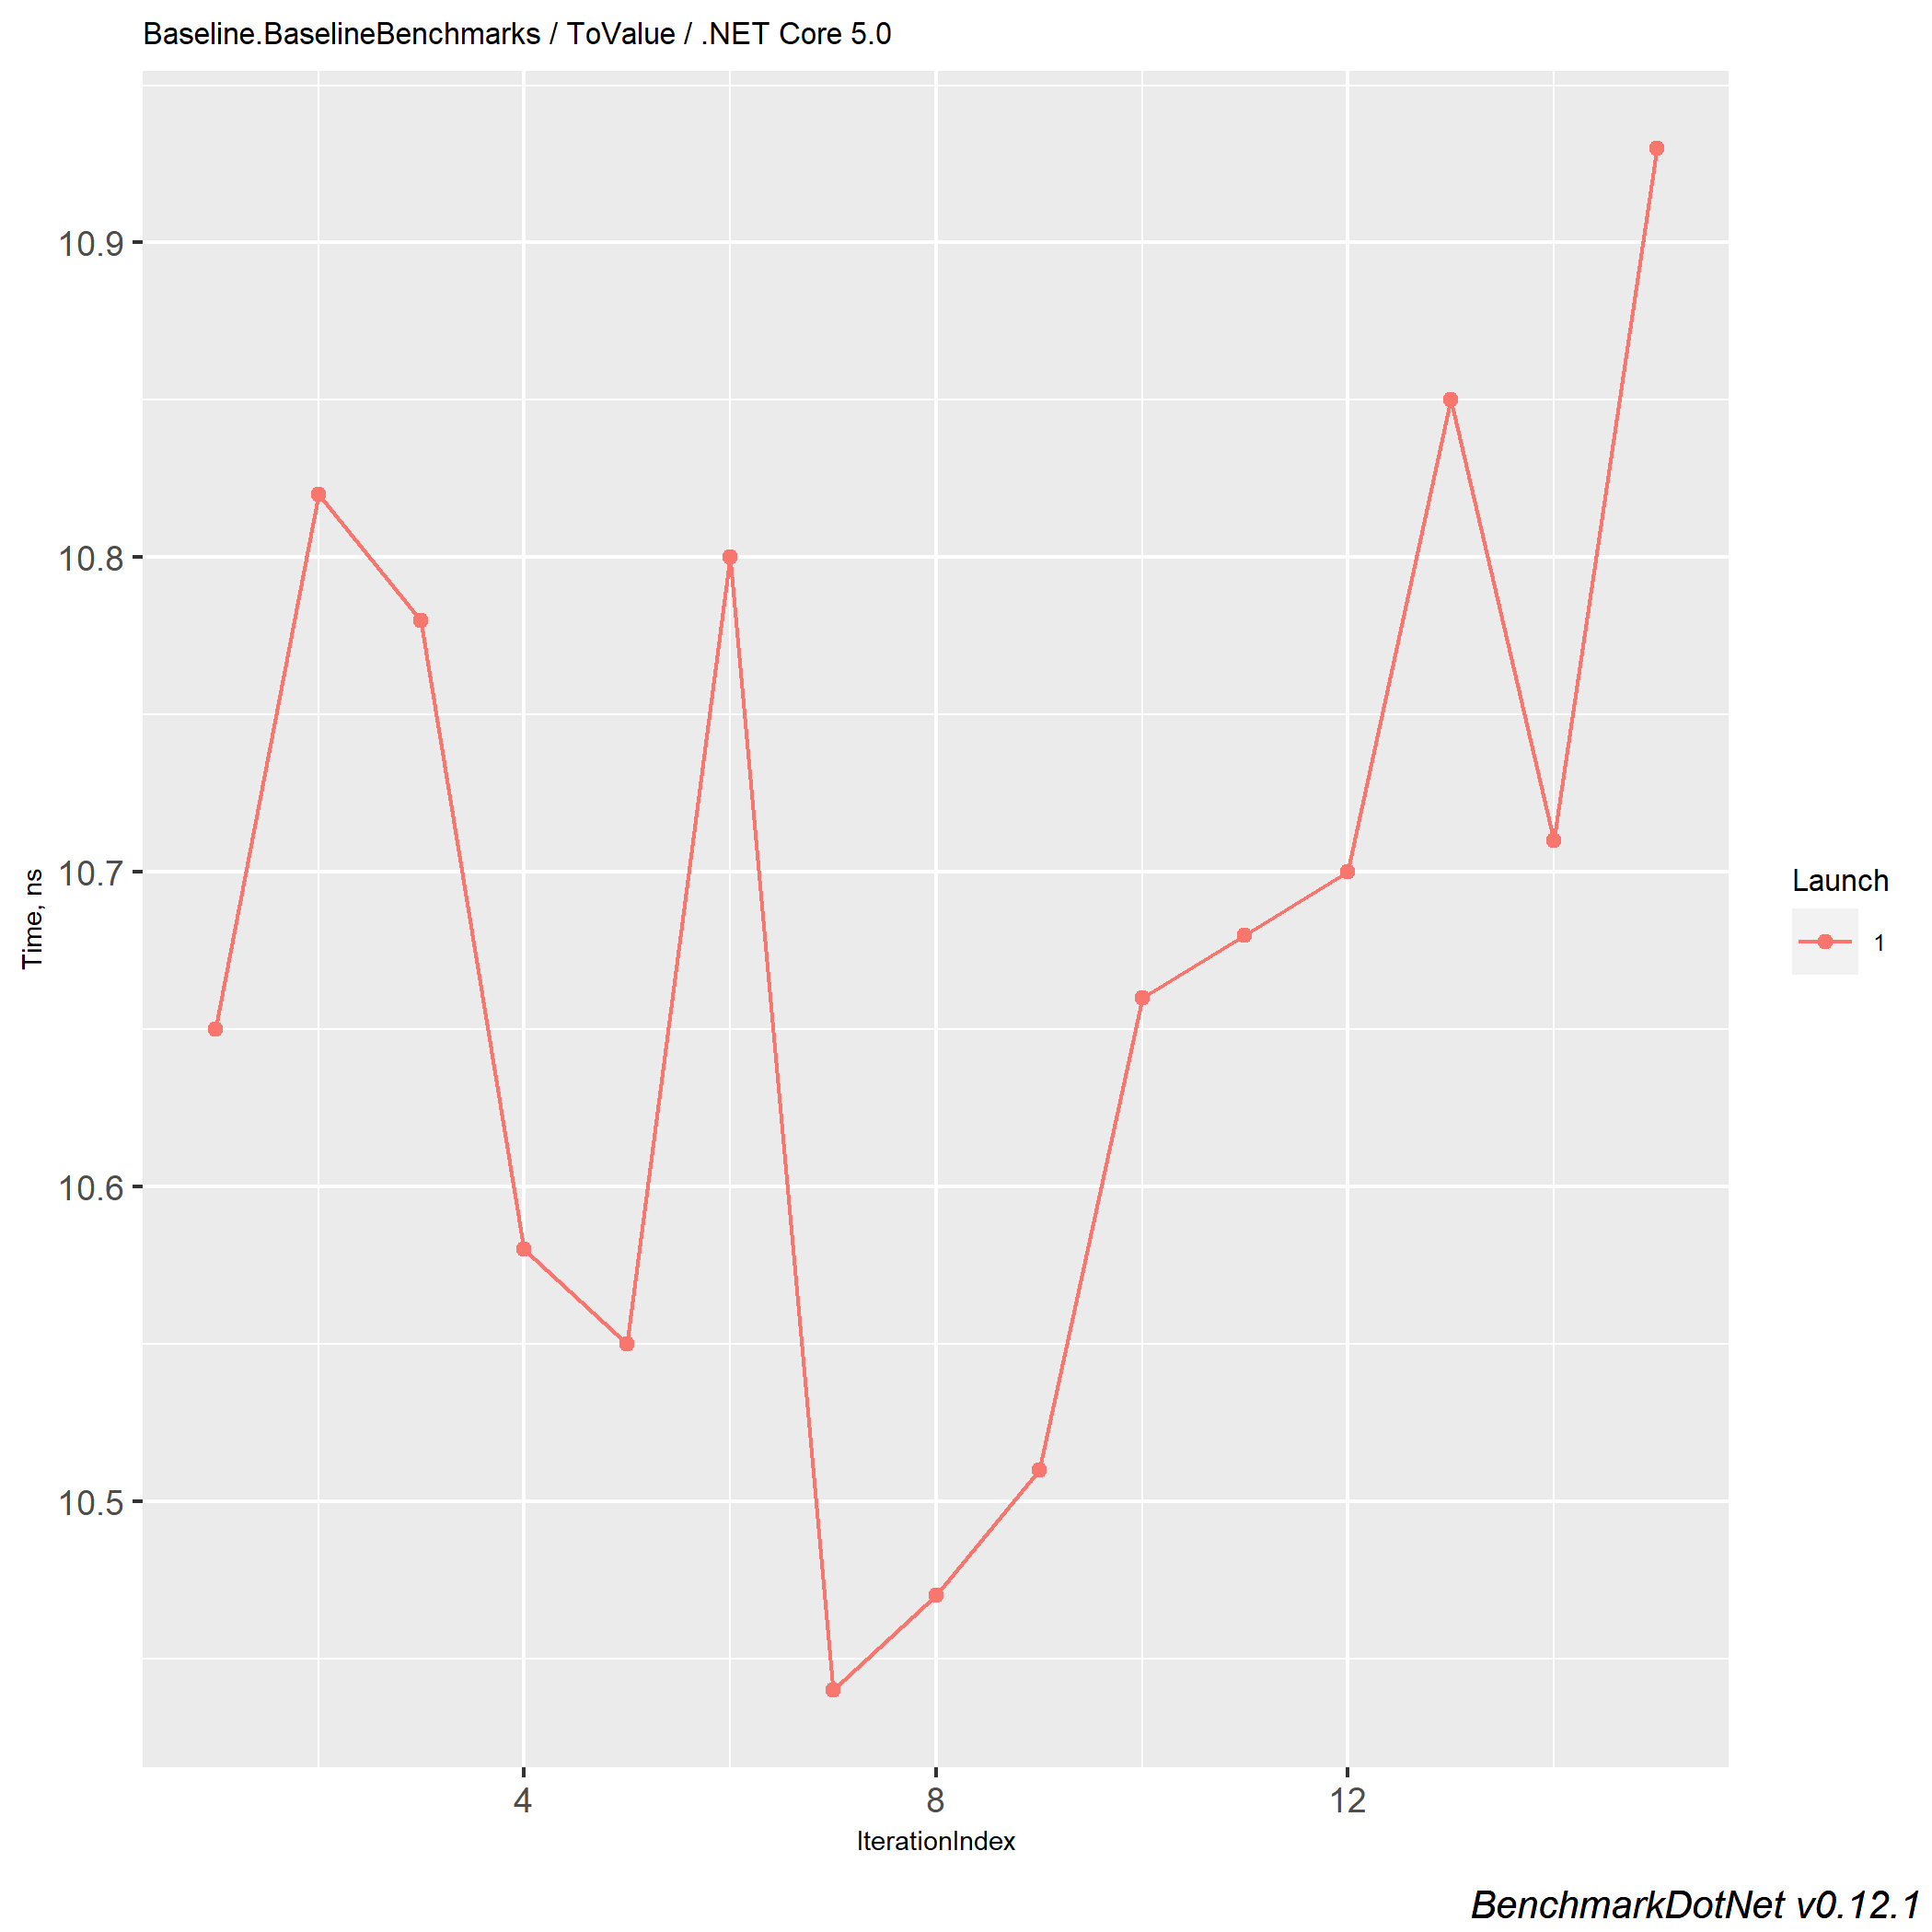 Baseline.BaselineBenchmarks / ToValue / .NET Core 5.0
10.9
10.8
10.7
10.6
10.5
Time, ns
4 8 12
IterationIndex
Launch
1
BenchmarkDotNet v0.12.1